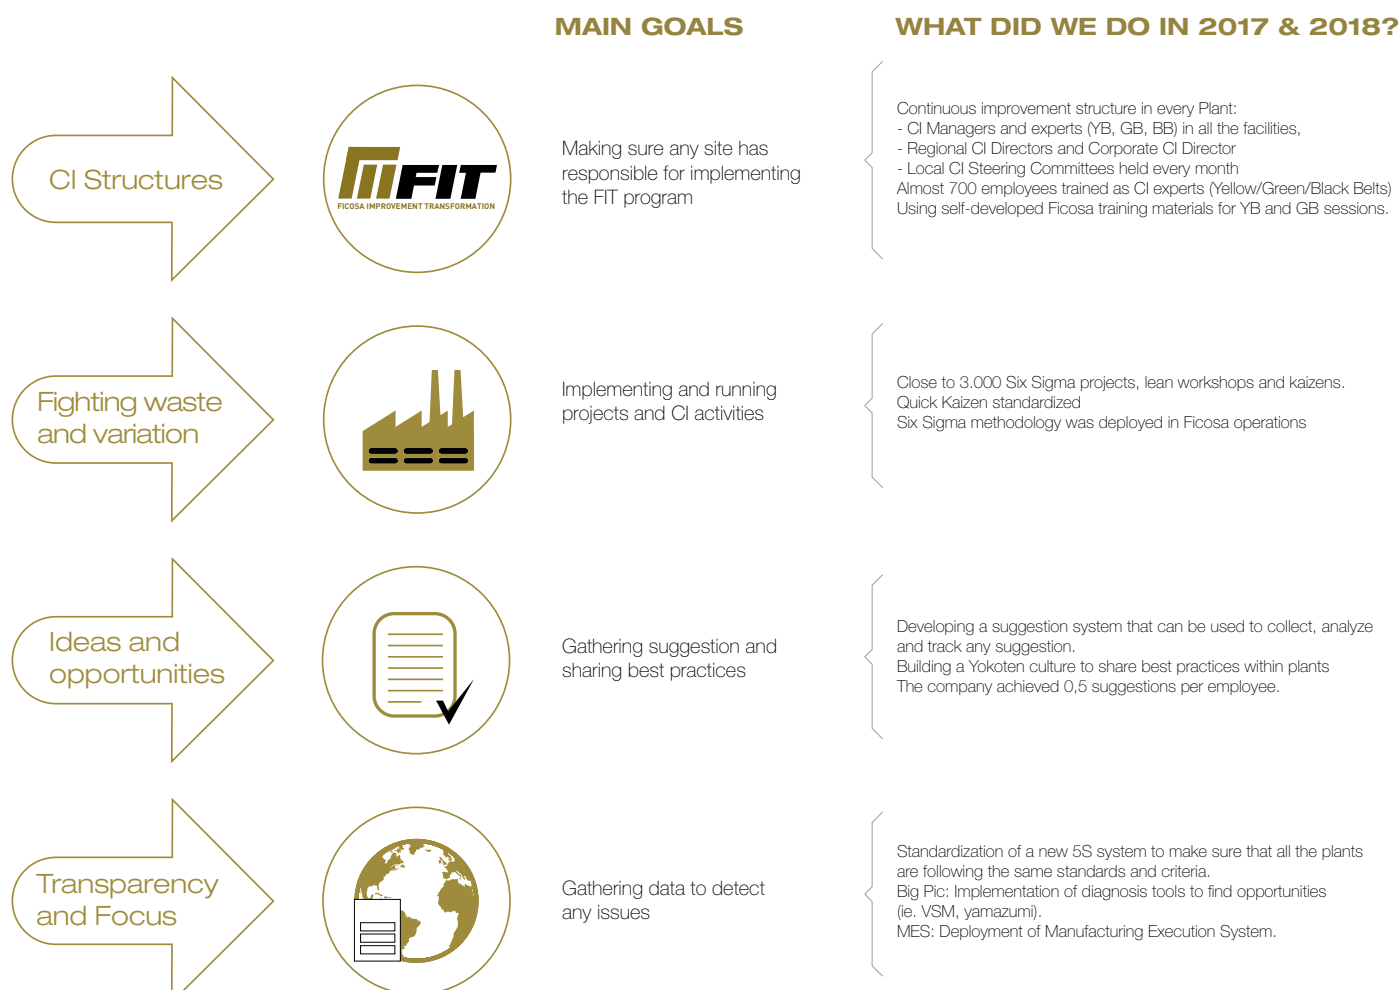 MAIN GOALS
WHAT DID WE DO IN 2017 & 2018?
CI Structures
FIT
FICOSA IMPROVEMENT TRANSFORMATION
Making sure any site has
responsible for implementing
the FIT program
Continuous improvement structure in every Plant:
- CI Managers and experts (YB, GB, BB) in all the facilities,
- Regional CI Directors and Corporate CI Director
- Local CI Steering Committees held every month
Almost 700 employees trained as CI experts (Yellow/Green/Black Belts)
Using self-developed Ficosa training materials for YB and GB sessions.
Fighting waste
and variation
Implementing and running
projects and CI activities
Close to 3.000 Six Sigma projects, lean workshops and kaizens.
Quick Kaizen standardized
Six Sigma methodology was deployed in Ficosa operations
Ideas and
opportunities
Gathering suggestion and
sharing best practices
Developing a suggestion system that can be used to collect, analyze
and track any suggestion.
Building a Yokoten culture to share best practices within plants
The company achieved 0,5 suggestions per employee.
Transparency
and Focus
Gathering data to detect
any issues
Standardization of a new 5S system to make sure that all the plants
are following the same standards and criteria.
Big Pic: Implementation of diagnosis tools to find opportunities
(ie. VSM, yamazumi).
MES: Deployment of Manufacturing Execution System.